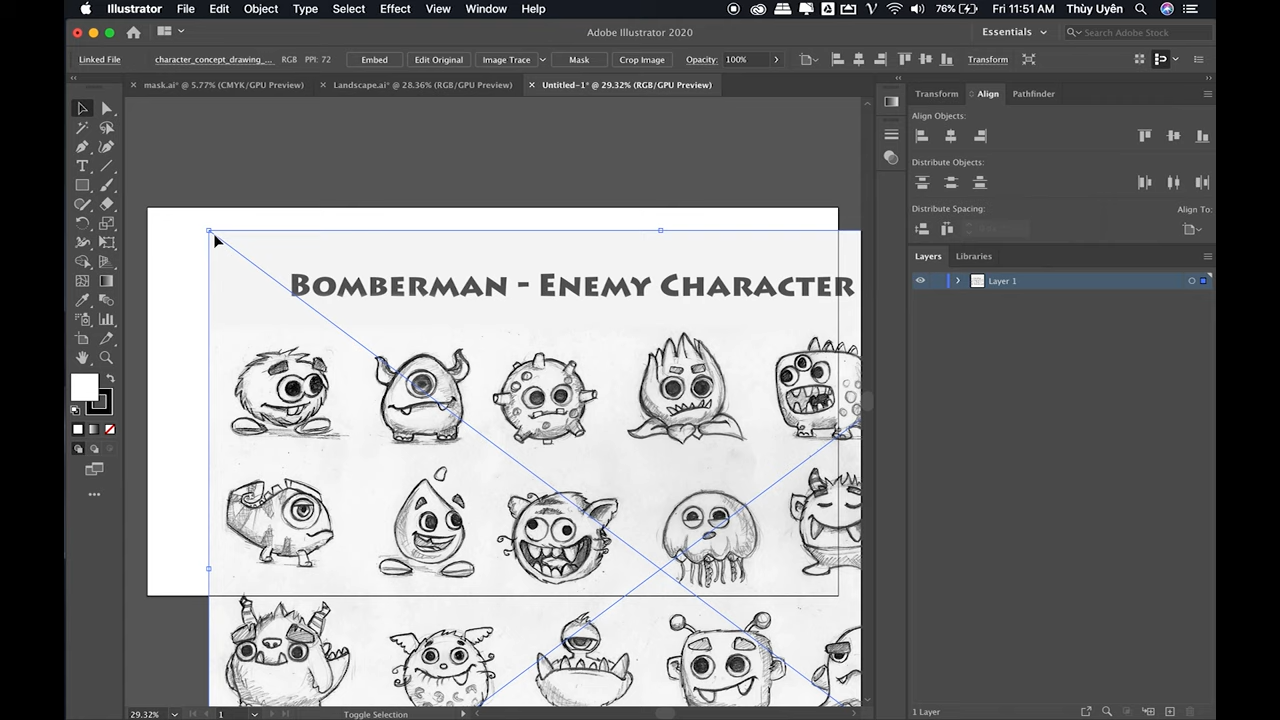 Illustrator File Edit Object Type Select Effect View Window Help 76% Fri 11:51 AM Thùy Uyên
Adobe Illustrator 2020 Essentials Search Adobe Stock
Linked File character_concept_drawing_... RGB PPI: 72 Embed Edit Original Image Trace Mask Crop Image Opacity: 100% Transform
mask.ai* @ 5.77% (CMYK/GPU Preview) Landscape.ai* @ 28.36% (RGB/GPU Preview) Untitled-1* @ 29.32% (RGB/GPU Preview)
Transform Align Pathfinder
Align Objects:
Distribute Objects:
Distribute Spacing: Align To:
Layers Libraries
Layer 1
Bomberman - Enemy Character
29.32% 1 Toggle Selection 1 Layer